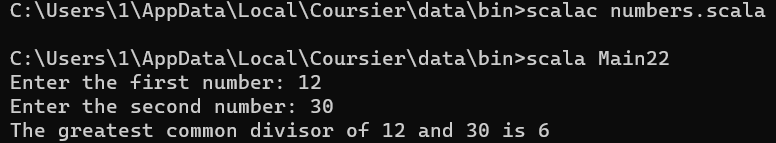 C:\Users\1\AppData\Local\Coursier\data\bin>scalac numbers.scala
C:\Users\1\AppData\Local\Coursier\data\bin>scala Main22
Enter the first number: 12
Enter the second number: 30
The greatest common divisor of 12 and 30 is 6